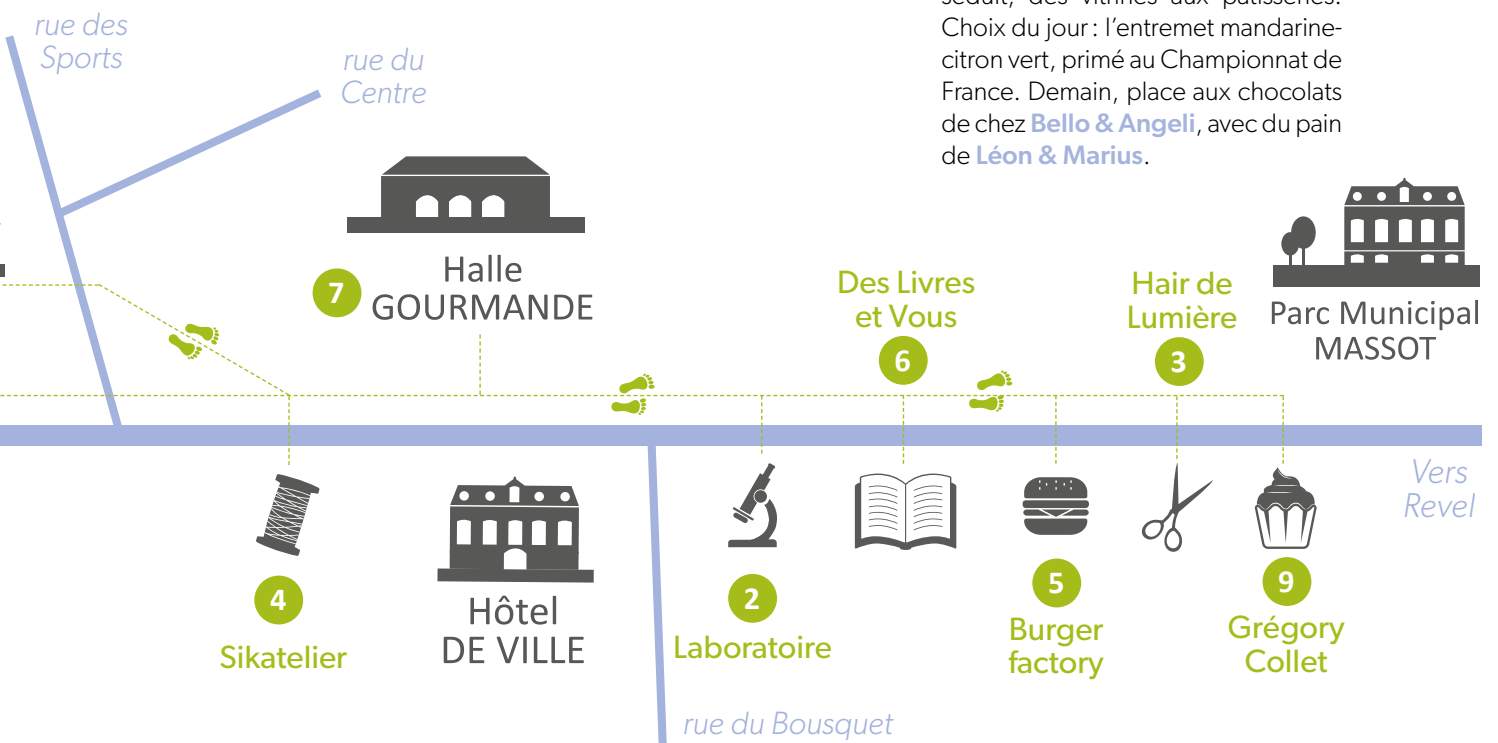 séduit, des vitrines aux pâtisseries.
Choix du jour : l'entremet mandarine-
citron vert, primé au Championnat de
France. Demain, place aux chocolats
de chez Bello & Angeli, avec du pain
de Léon & Marius.
rue des
Sports
rue du
Centre
7
Halle
GOURMANDE
Des Livres
et Vous
6
Hair de
Lumière
3
Parc Municipal
MASSOT
Vers
Revel
4
Sikatelier
Hôtel
DE VILLE
2
Laboratoire
5
Burger
factory
9
Grégory
Collet
rue du Bousquet